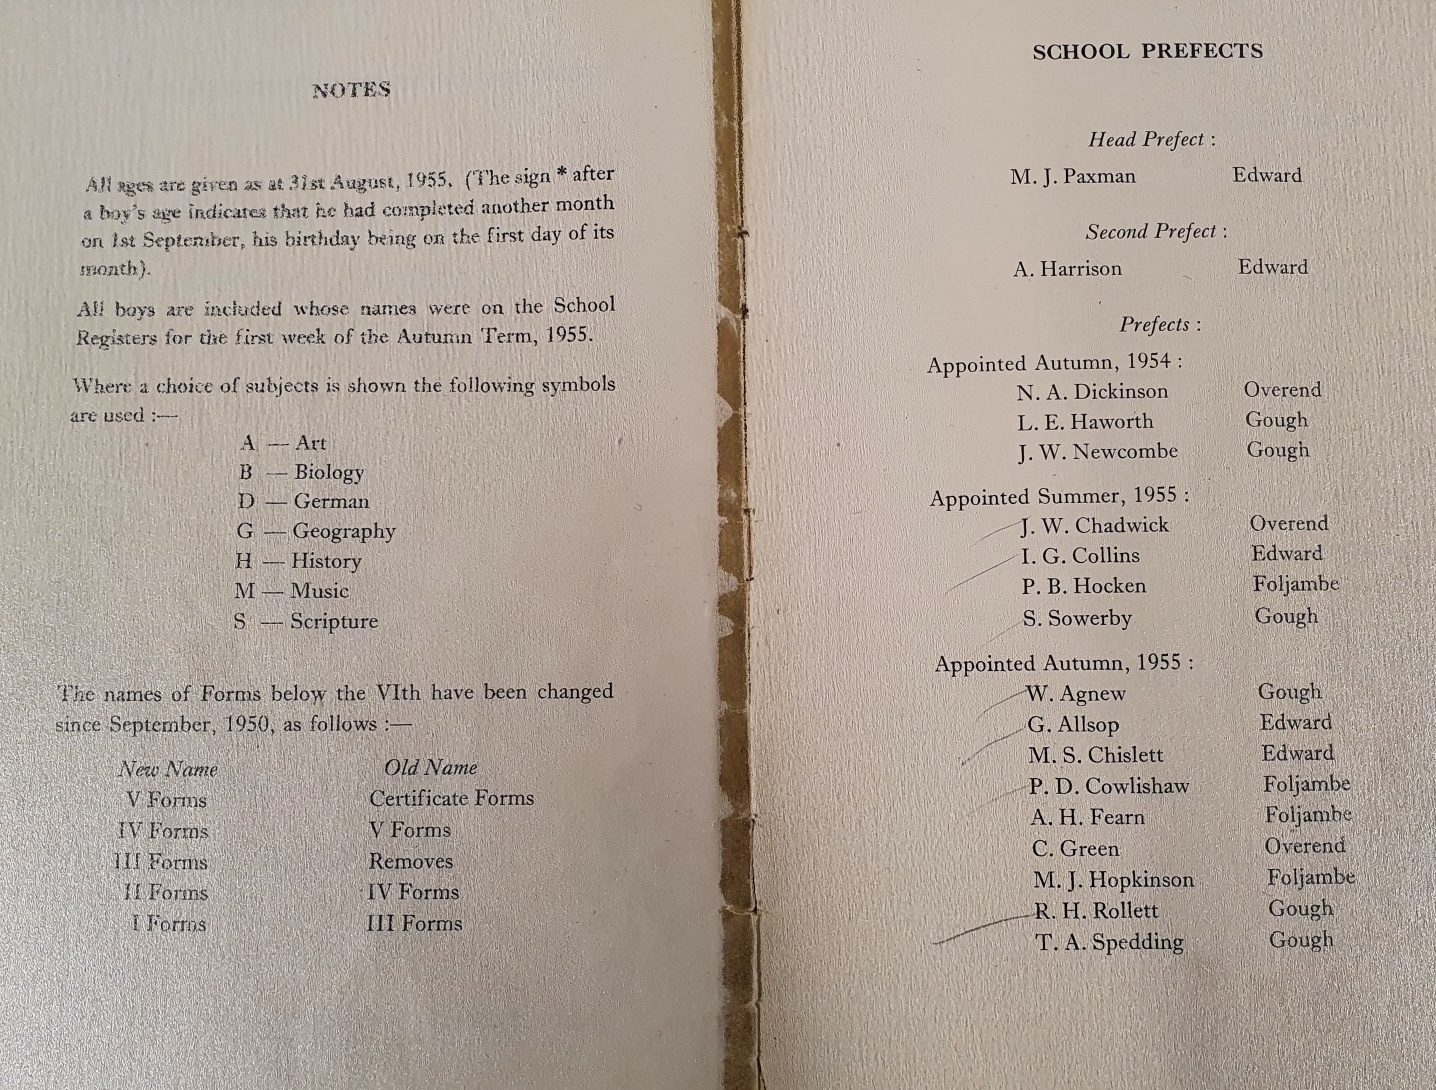 NOTES
All ages are given as at 31st August, 1955. (The sign * after
a boy's age indicates that he had completed another month
on 1st September, his birthday being on the first day of its
month).
All boys are included whose names were on the School
Registers for the first week of the Autumn Term, 1955.
Where a choice of subjects is shown the following symbols
are used :—
A — Art
B — Biology
D — German
G — Geography
H — History
M — Music
S — Scripture
The names of Forms below the VIth have been changed
since September, 1950, as follows :—
New Name Old Name
V Forms Certificate Forms
IV Forms V Forms
III Forms Removes
II Forms IV Forms
I Forms III Forms
SCHOOL PREFECTS
Head Prefect :
M. J. Paxman Edward
Second Prefect :
A. Harrison Edward
Prefects :
Appointed Autumn, 1954 :
N. A. Dickinson Overend
L. E. Haworth Gough
J. W. Newcombe Gough
Appointed Summer, 1955 :
J. W. Chadwick Overend
I. G. Collins Edward
P. B. Hocken Foljambe
S. Sowerby Gough
Appointed Autumn, 1955 :
W. Agnew Gough
G. Allsop Edward
M. S. Chislett Edward
P. D. Cowlishaw Foljambe
A. H. Fearn Foljambe
C. Green Overend
M. J. Hopkinson Foljambe
R. H. Rollett Gough
T. A. Spedding Gough